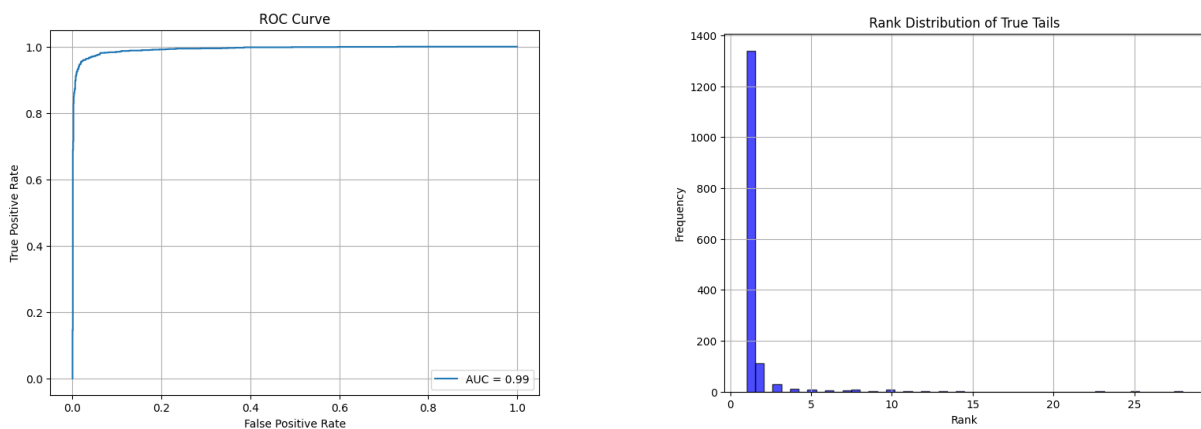 ROC Curve
1.0
0.8
0.6
0.4
0.2
0.0
True Positive Rate
AUC = 0.99
0.0 0.2 0.4 0.6 0.8 1.0
False Positive Rate
Rank Distribution of True Tails
1400
1200
1000
800
600
400
200
0
Frequency
0 5 10 15 20 25
Rank